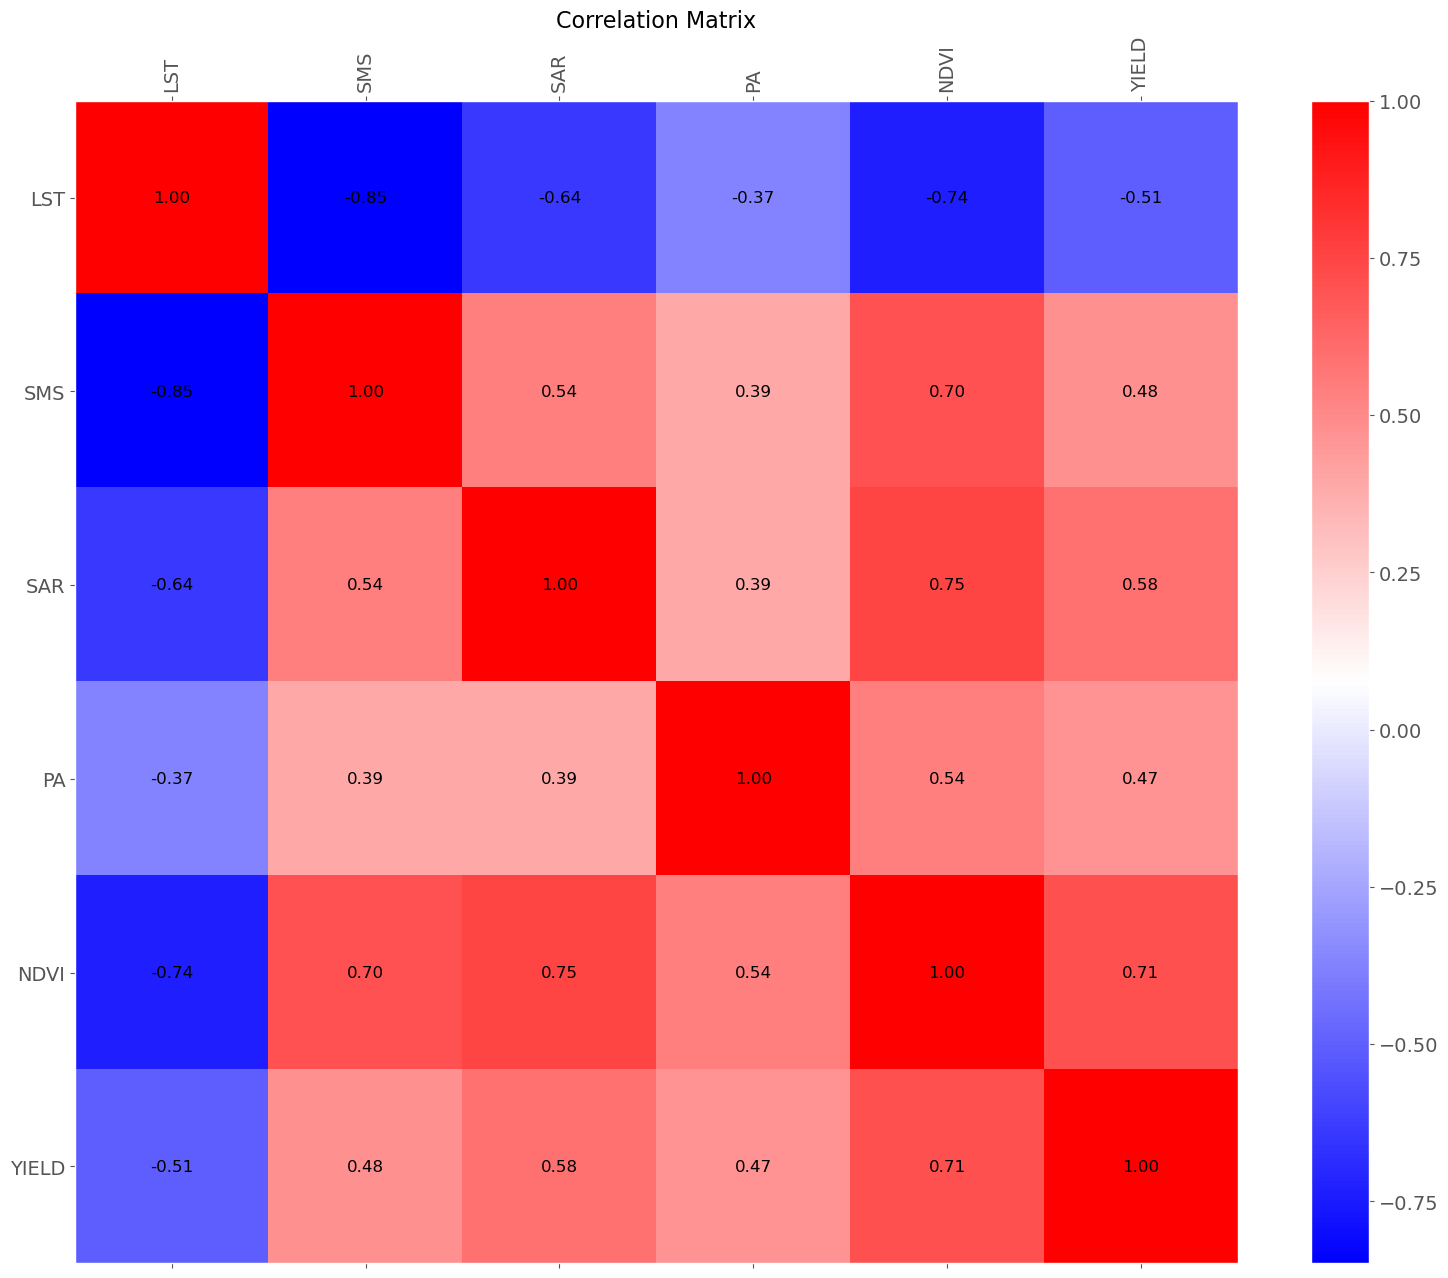 Correlation Matrix
LST SMS SAR PA NDVI YIELD
LST 1.00 -0.85 -0.64 -0.37 -0.74 -0.51
SMS -0.85 1.00 0.54 0.39 0.70 0.48
SAR -0.64 0.54 1.00 0.39 0.75 0.58
PA -0.37 0.39 0.39 1.00 0.54 0.47
NDVI -0.74 0.70 0.75 0.54 1.00 0.71
YIELD -0.51 0.48 0.58 0.47 0.71 1.00
1.00
0.75
0.50
0.25
0.00
−0.25
−0.50
−0.75